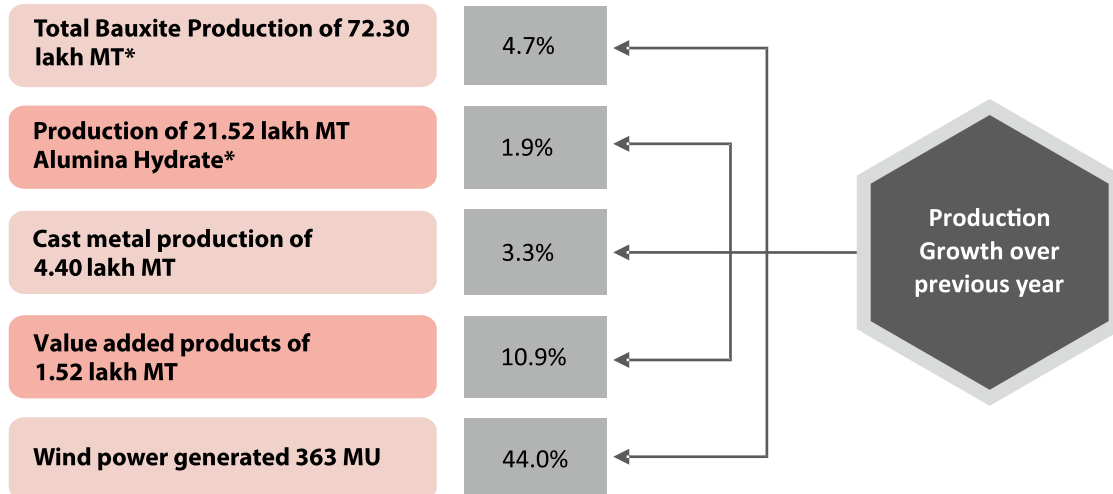 Total Bauxite Production of 72.30
lakh MT*
4.7%
Production of 21.52 lakh MT
Alumina Hydrate*
1.9%
Cast metal production of
4.40 lakh MT
3.3%
Value added products of
1.52 lakh MT
10.9%
Wind power generated 363 MU
44.0%
Production
Growth over
previous year